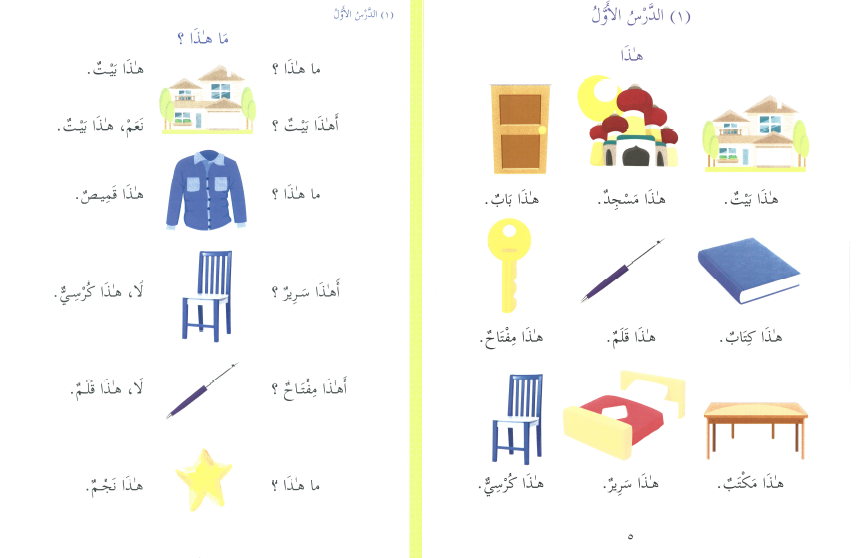 (١) الدَّرْسُ الأَوَّلُ
هٰذَا
هٰذَا بَيْتٌ.
هٰذَا مَسْجِدٌ.
هٰذَا بَابٌ.
هٰذَا كِتَابٌ.
هٰذَا قَلَمٌ.
هٰذَا مِفْتَاحٌ.
هٰذَا مَكْتَبٌ.
هٰذَا سَرِيرٌ.
هٰذَا كُرْسِيٌّ.
٥
(١) الدَّرْسُ الأَوَّلُ
مَا هٰذَا ؟
ما هٰذَا ؟ هٰذَا بَيْتٌ.
أَهٰذَا بَيْتٌ ؟ نَعَمْ، هٰذَا بَيْتٌ.
ما هٰذَا ؟ هٰذَا قَمِيصٌ.
أَهٰذَا سَرِيرٌ ؟ لَا، هٰذَا كُرْسِيٌّ.
أَهٰذَا مِفْتَاحٌ ؟ لَا، هٰذَا قَلَمٌ.
ما هٰذَا ؟ هٰذَا نَجْمٌ.